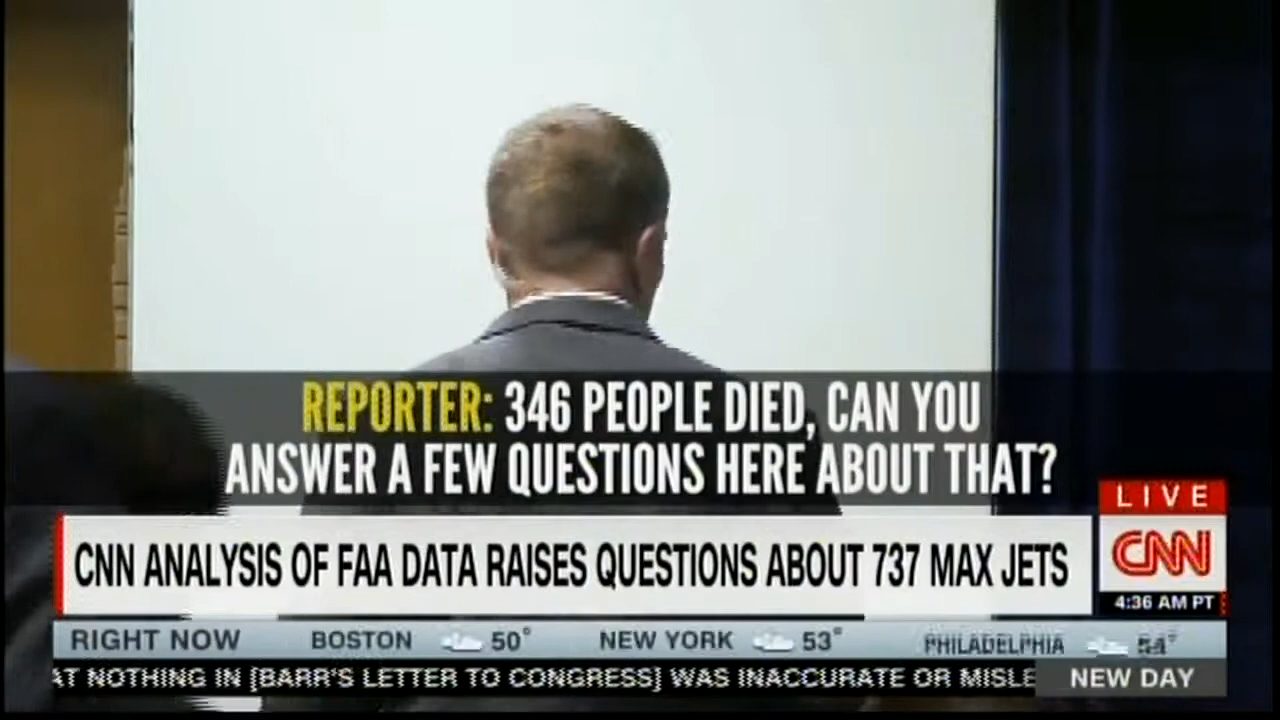 REPORTER: 346 PEOPLE DIED, CAN YOU
ANSWER A FEW QUESTIONS HERE ABOUT THAT?
LIVE
CNN ANALYSIS OF FAA DATA RAISES QUESTIONS ABOUT 737 MAX JETS
CNN
4:36 AM PT
RIGHT NOW BOSTON 50° NEW YORK 53° PHILADELPHIA 54°
AT NOTHING IN [BARR'S LETTER TO CONGRESS] WAS INACCURATE OR MISLE
NEW DAY